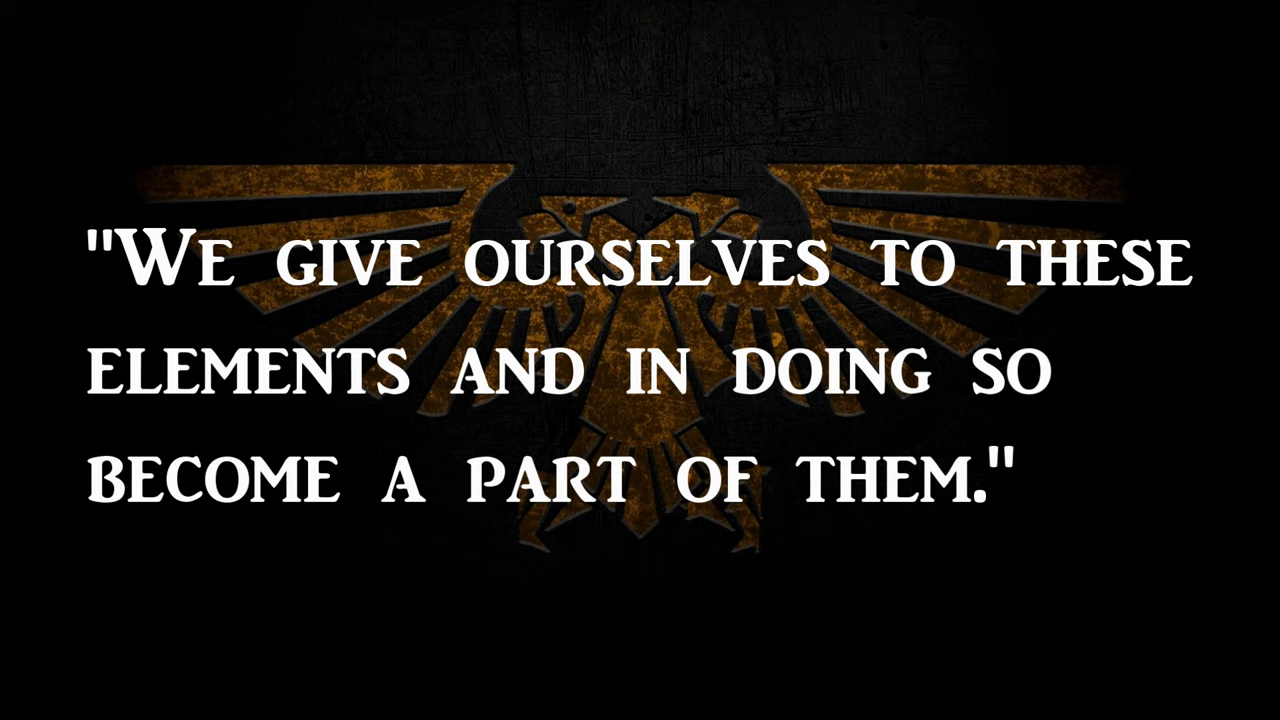 "We give ourselves to these
elements and in doing so
become a part of them."